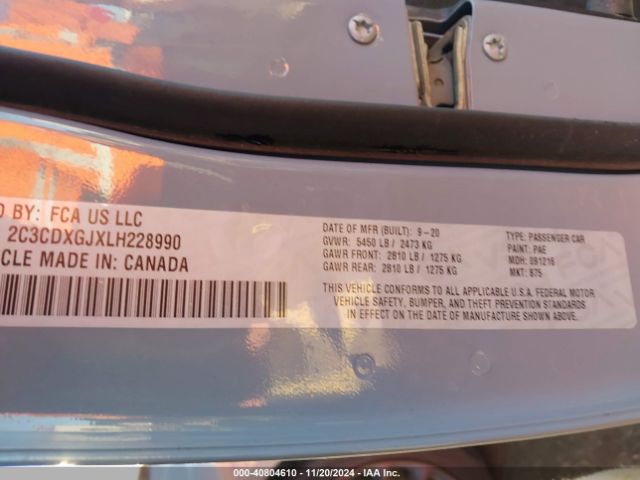 D BY: FCA US LLC
2C3CDXGJXLH228990
ICLE MADE IN: CANADA
DATE OF MFR (BUILT): 9-20
GVWR: 5450 LB / 2473 KG
GAWR FRONT: 2810 LB / 1275 KG
GAWR REAR: 2810 LB / 1275 KG
TYPE: PASSENGER CAR
PAINT: PAE
MDH: 091216
MKT: 875
THIS VEHICLE CONFORMS TO ALL APPLICABLE U.S.A. FEDERAL MOTOR
VEHICLE SAFETY, BUMPER, AND THEFT PREVENTION STANDARDS
IN EFFECT ON THE DATE OF MANUFACTURE SHOWN ABOVE.
00-40804610 - 11/20/2024 - IAA Inc.